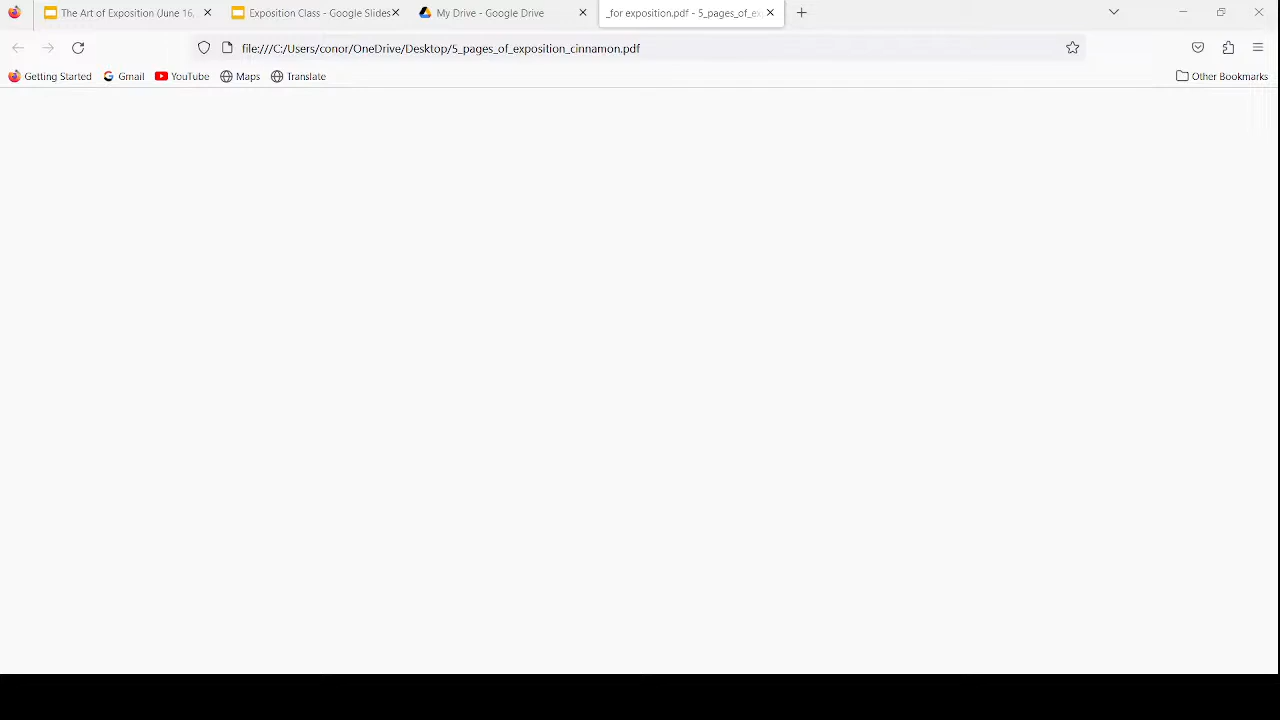 The Art of Exposition (June 16,
Exposition Class - Google Slides
My Drive - Google Drive
_for exposition.pdf - 5_pages_of_ex
file:///C:/Users/conor/OneDrive/Desktop/5_pages_of_exposition_cinnamon.pdf
Getting Started Gmail YouTube Maps Translate Other Bookmarks